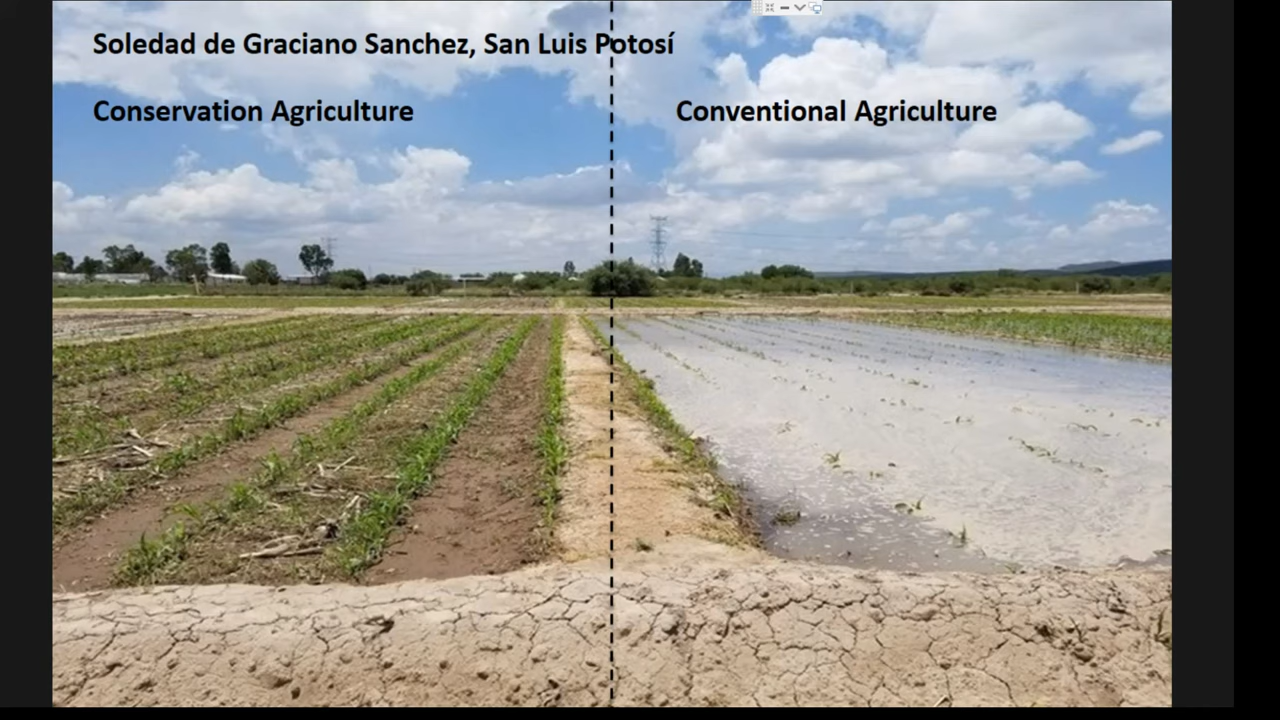 Soledad de Graciano Sanchez, San Luis Potosí
Conservation Agriculture
Conventional Agriculture